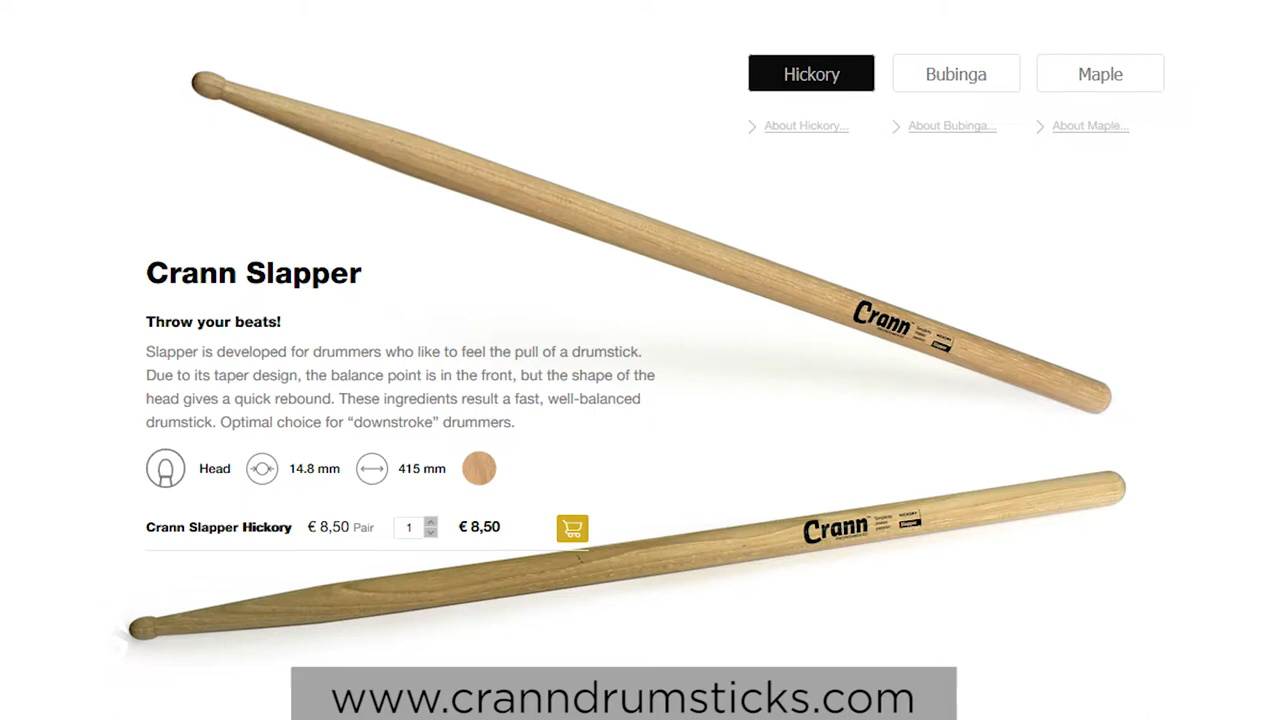 Hickory
Bubinga
Maple
About Hickory...
About Bubinga...
About Maple...
Crann Slapper
Throw your beats!
Slapper is developed for drummers who like to feel the pull of a drumstick.
Due to its taper design, the balance point is in the front, but the shape of the
head gives a quick rebound. These ingredients result a fast, well-balanced
drumstick. Optimal choice for “downstroke” drummers.
Head 14.8 mm 415 mm
Crann Slapper Hickory € 8,50 Pair 1 € 8,50
Crann
HICKORY
Slapper
Crann
HICKORY
Slapper
www.cranndrumsticks.com